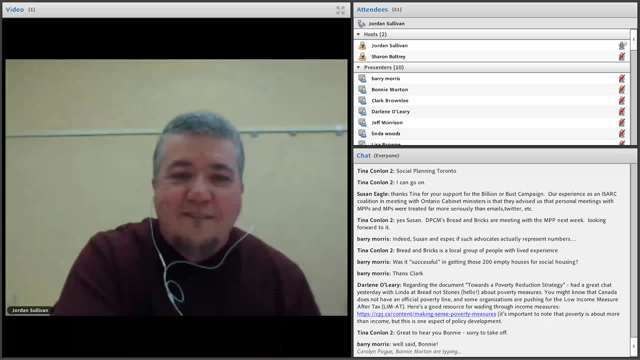 Video (1)
Jordan Sullivan
Attendees (51)
Jordan Sullivan
Hosts (2)
Jordan Sullivan
Sharon Buttrey
Presenters (10)
barry morris
Bonnie Morton
Clark Brownlee
Darlene O'Leary
Jeff Morrison
linda woods
Chat (Everyone)
Tina Conlon 2: Social Planning Toronto
Tina Conlon 2: I can go on.
Susan Eagle: thanks Tina for your support for the Billion or Bust Campaign. Our experience as an ISARC
coalition in meeting with Ontario Cabinet ministers is that they advised us that personal meetings with
MPPs and MPs were treated far more seriously than emails,twitter, etc.
Tina Conlon 2: yes Susan. DPCM's Bread and Bricks are meeting with the MPP next week. looking
forward to it.
barry morris: Indeed, Susan and espec if such advocates actually represent numbers...
Tina Conlon 2: Bread and Bricks is a local group of people with lived experience
barry morris: Was it "successful" in getting those 200 empty houses for social housing?
barry morris: Thanx Clark
Darlene O'Leary: Regarding the document "Towards a Poverty Reduction Strategy" - had a great chat
yesterday with Linda at Bread not Stones (hello!) about poverty measures. You might know that Canada
does not have an official poverty line, and some organizations are pushing for the Low Income Measure
After Tax (LIM-AT). Here's a good resource for wading through income measures:
https://cpj.ca/content/making-sense-poverty-measures (it's important to note that poverty is about more
than income, but this is one aspect of policy development.
Tina Conlon 2: Great to hear you Bonnie - sorry to take off.
barry morris: well said, Bonnie!
Carolyn Pogue, Bonnie Morton are typing...